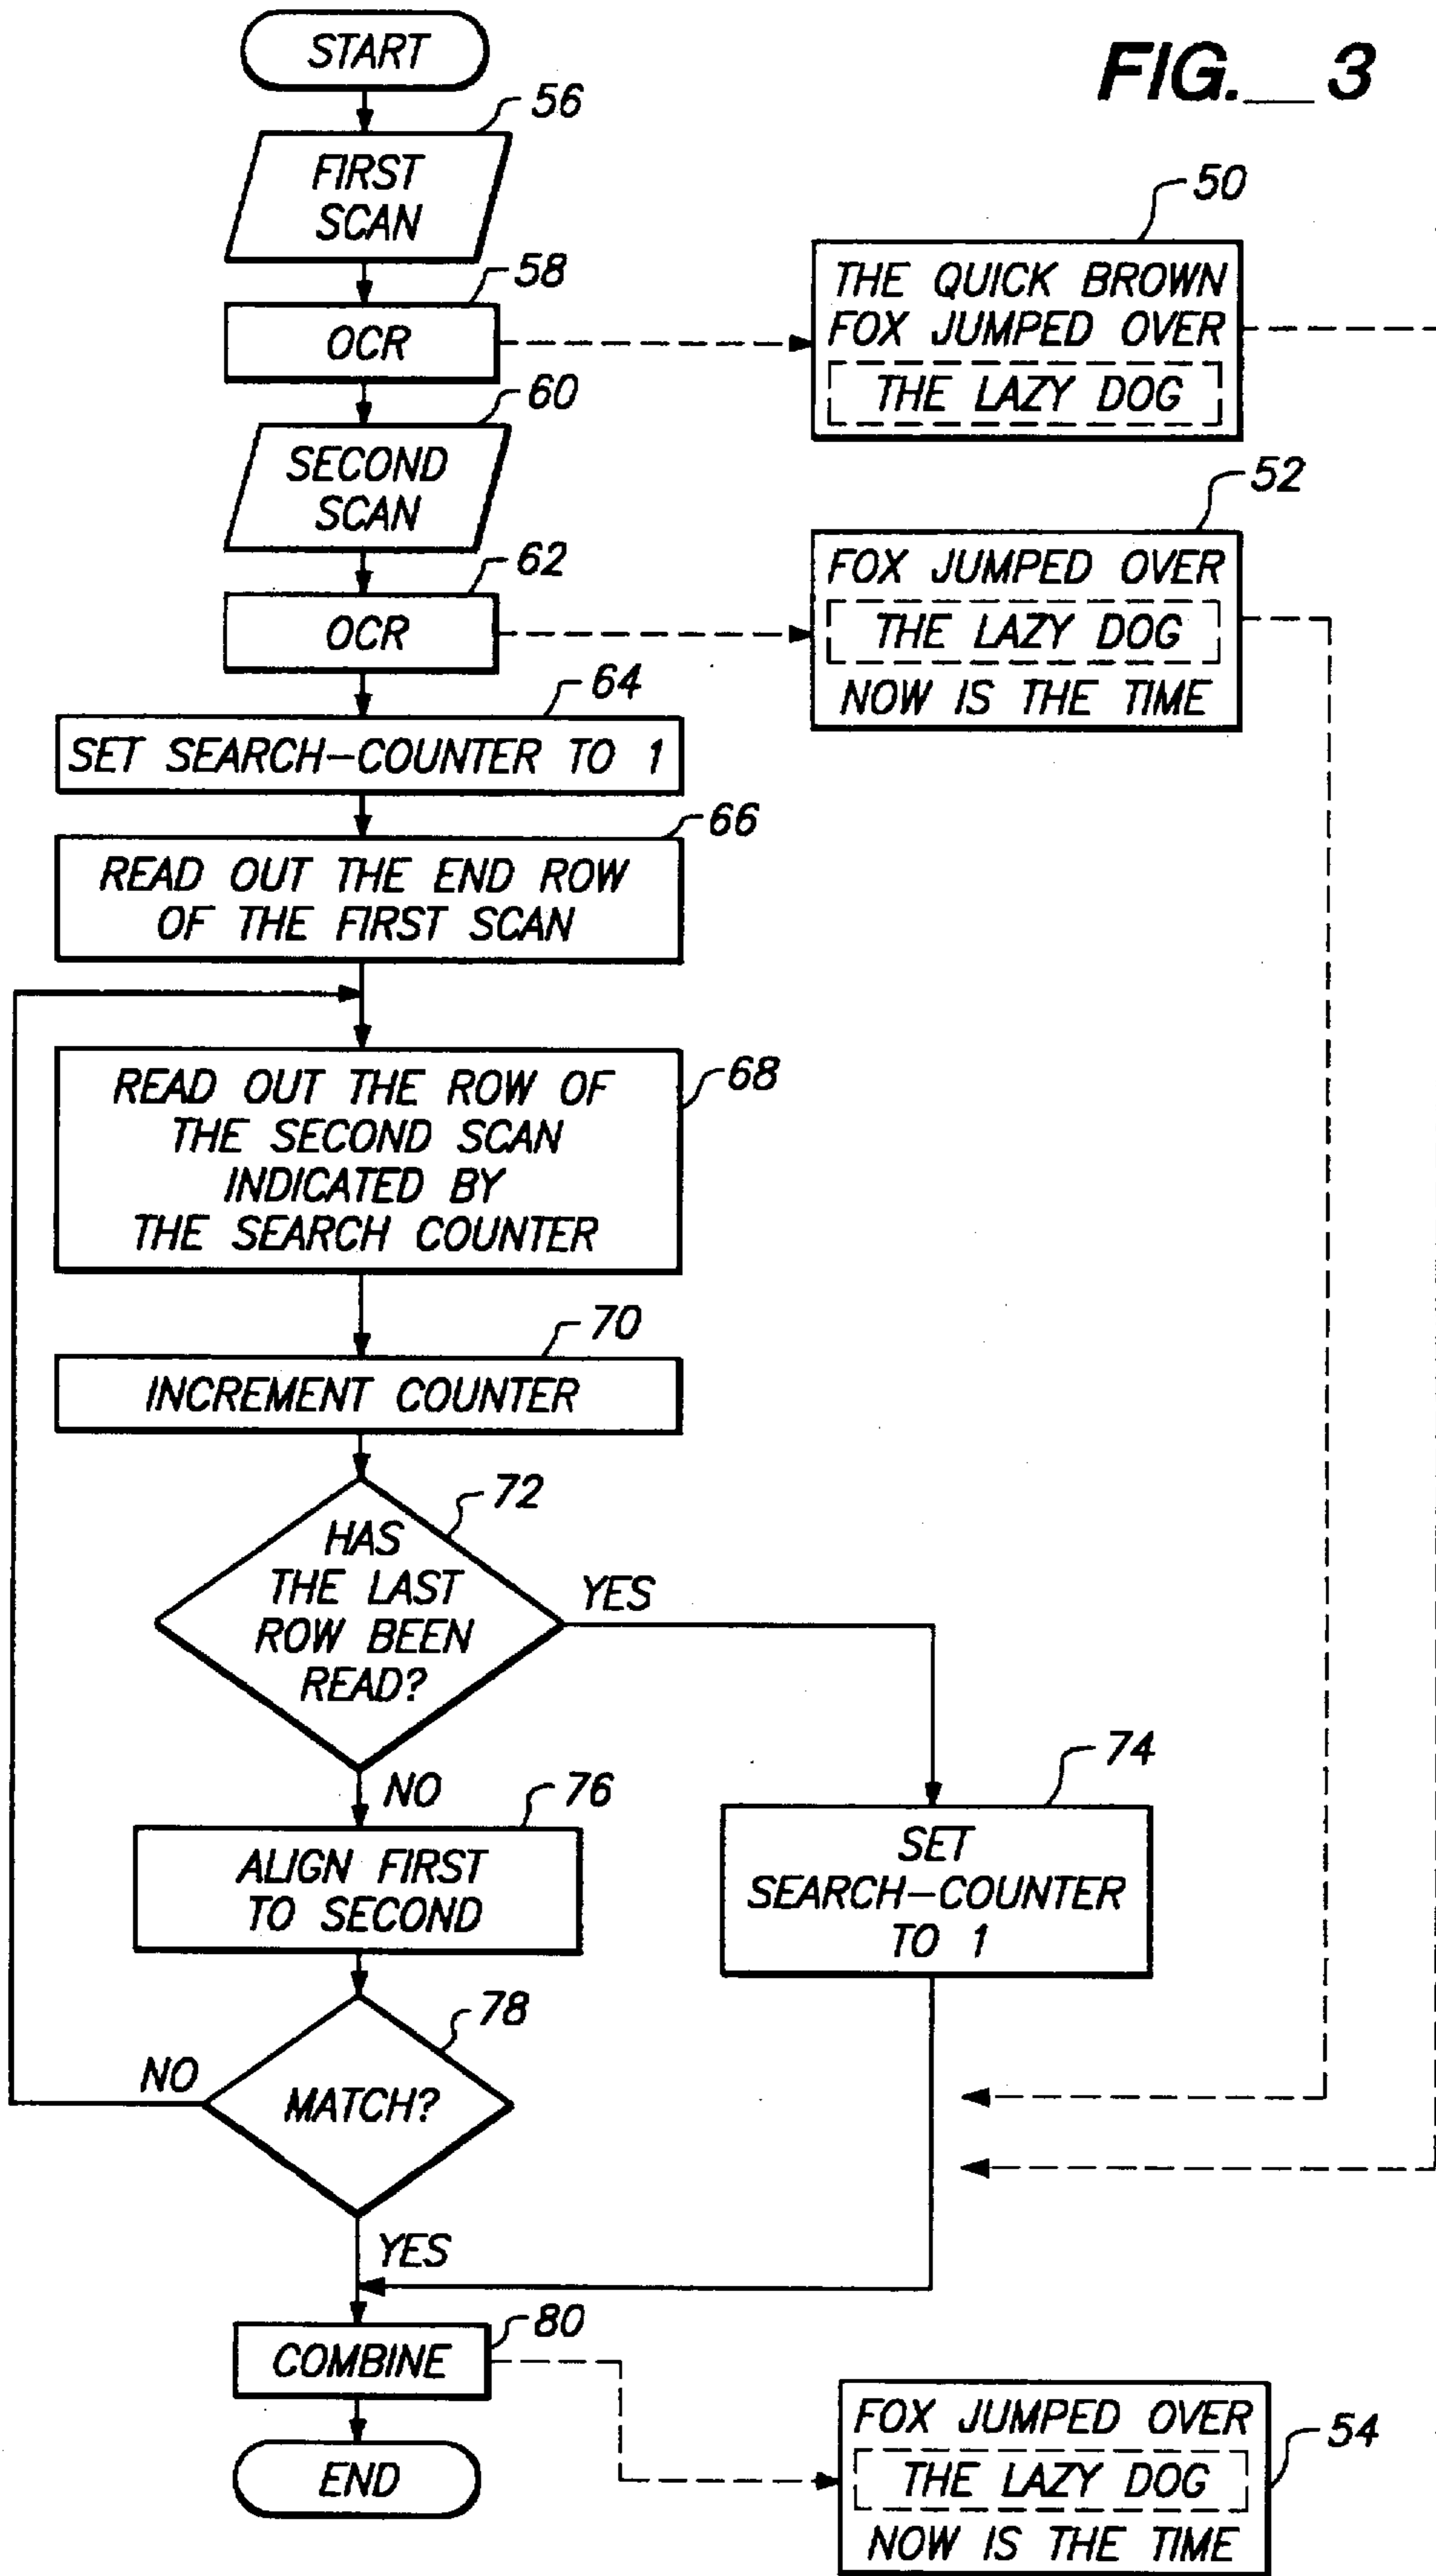 FIG. 3
START
56
FIRST
SCAN
58
OCR
50
THE QUICK BROWN
FOX JUMPED OVER
THE LAZY DOG
60
SECOND
SCAN
62
OCR
52
FOX JUMPED OVER
THE LAZY DOG
NOW IS THE TIME
64
SET SEARCH-COUNTER TO 1
66
READ OUT THE END ROW
OF THE FIRST SCAN
68
READ OUT THE ROW OF
THE SECOND SCAN
INDICATED BY
THE SEARCH COUNTER
70
INCREMENT COUNTER
72
HAS
THE LAST
ROW BEEN
READ?
YES
NO
74
SET
SEARCH-COUNTER
TO 1
76
ALIGN FIRST
TO SECOND
78
NO
MATCH?
YES
80
COMBINE
END
54
FOX JUMPED OVER
THE LAZY DOG
NOW IS THE TIME